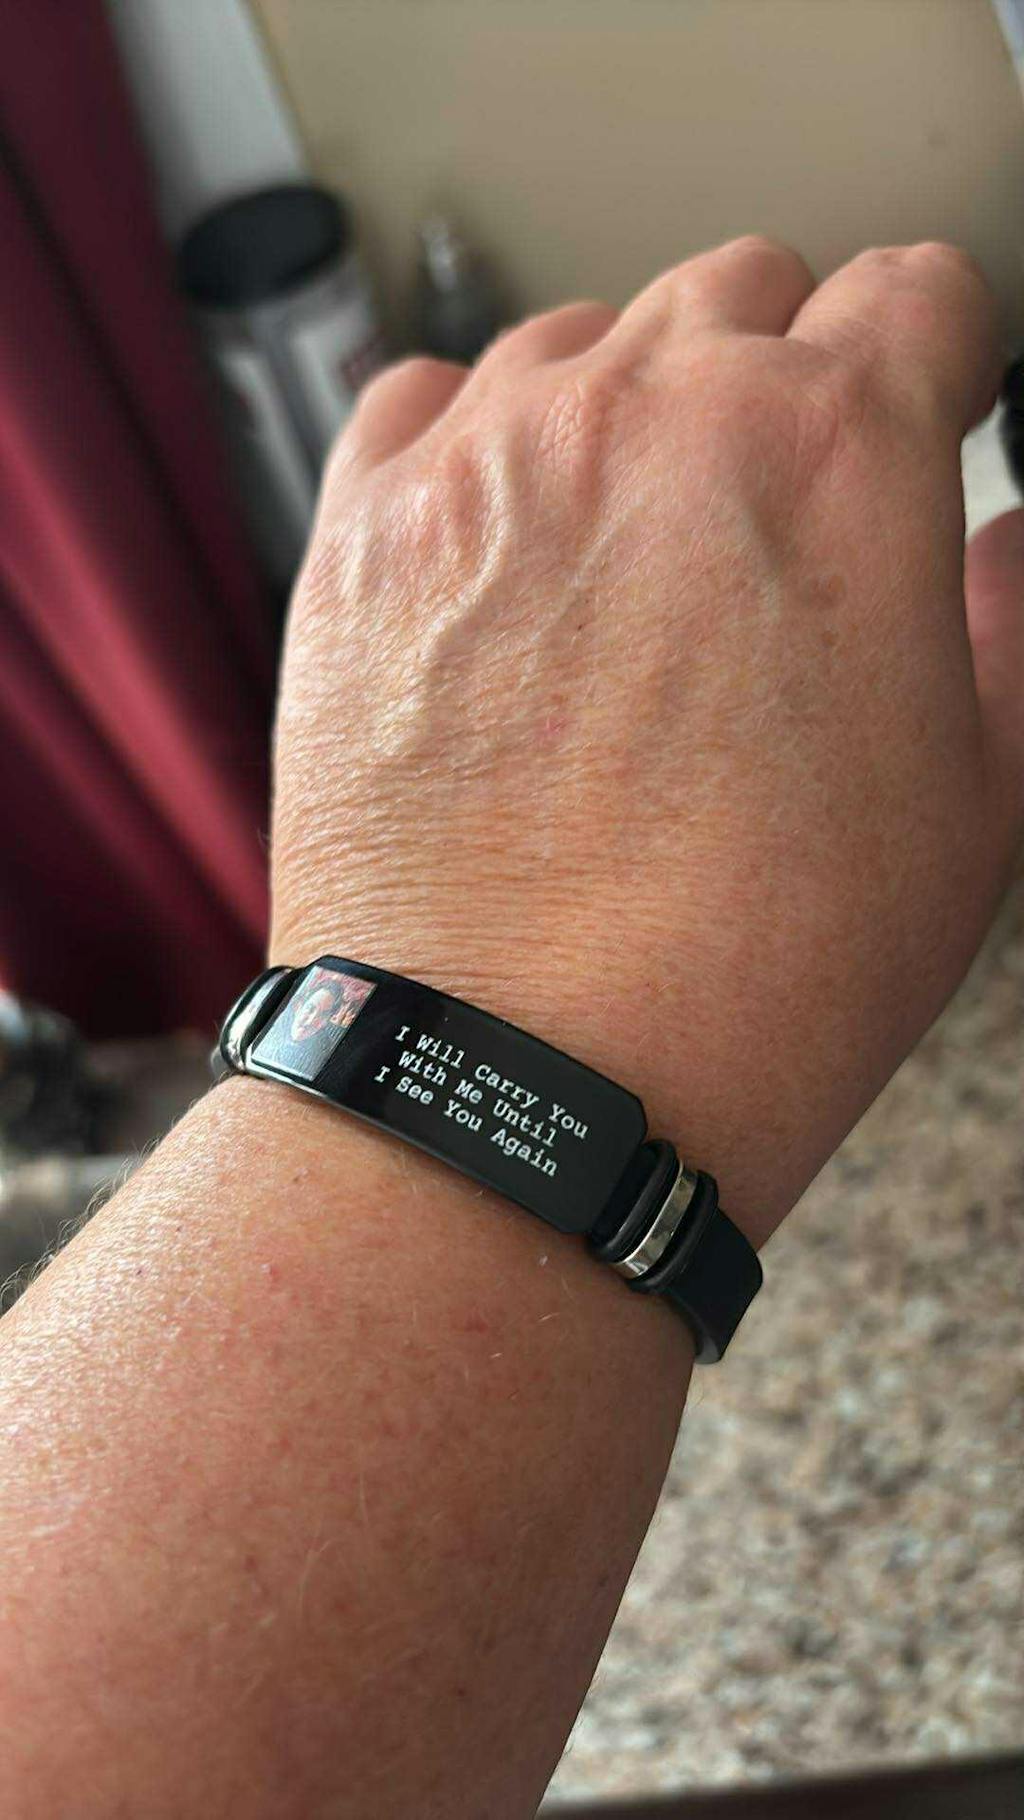 I Will Carry You
With Me Until
I See You Again